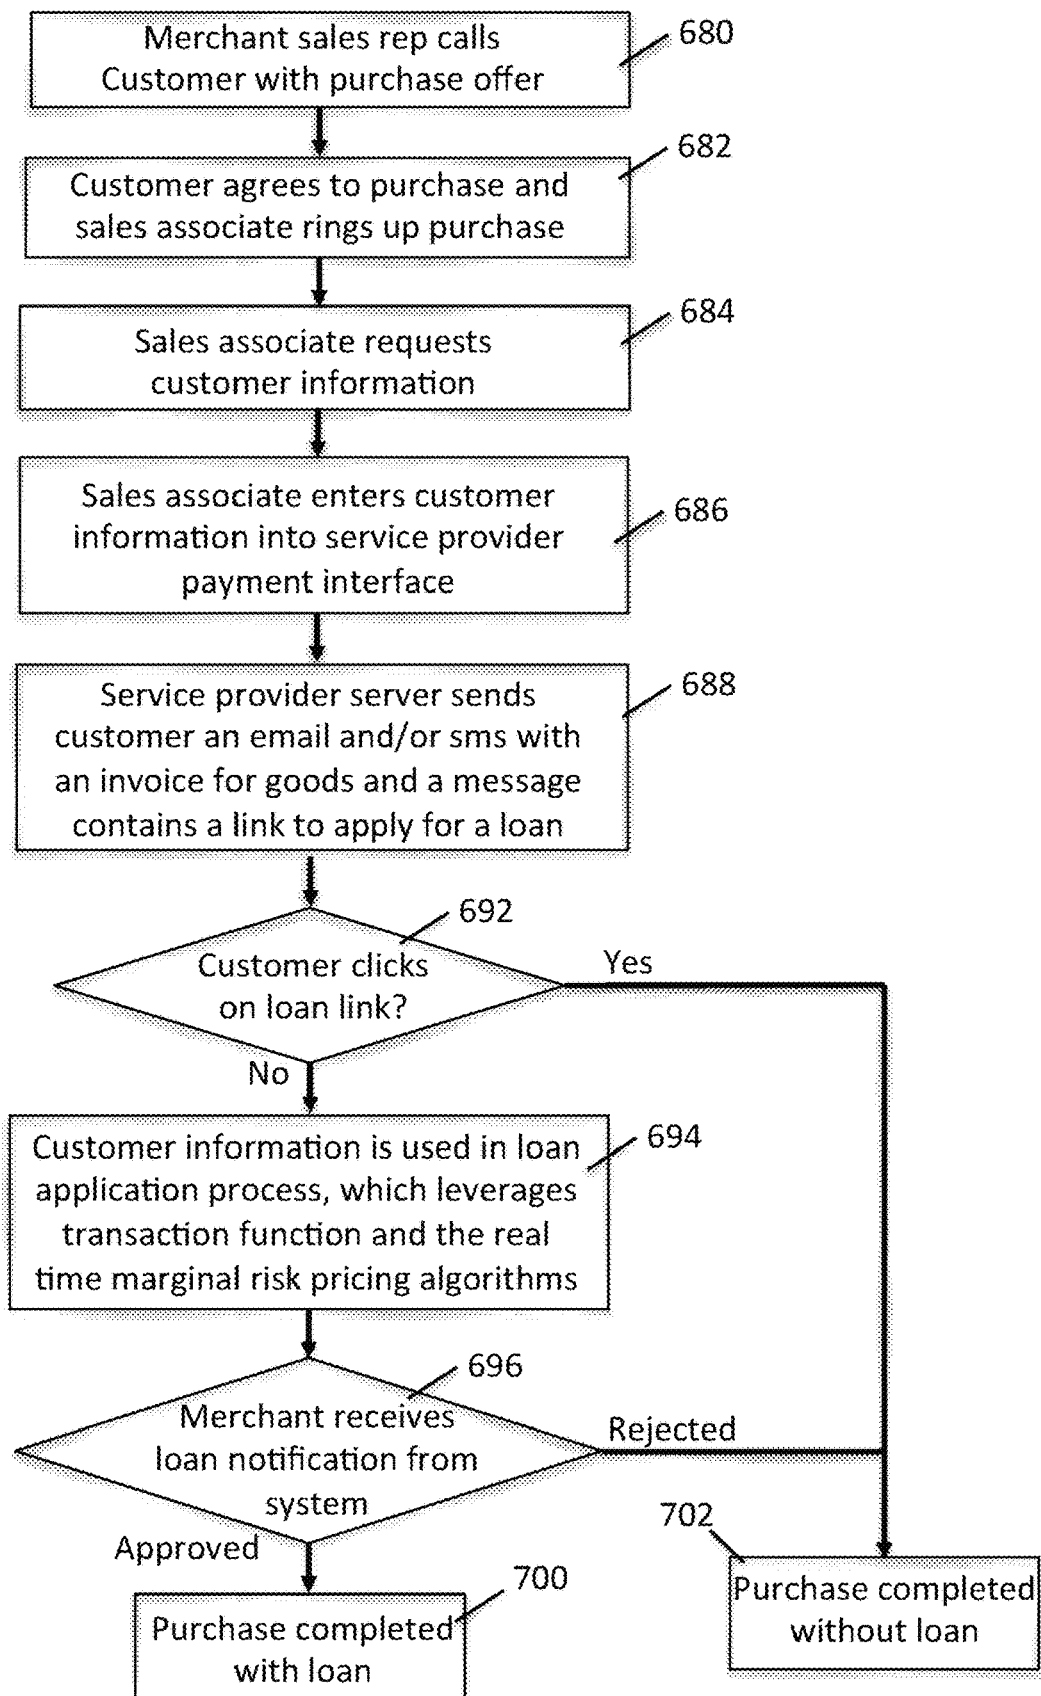 Merchant sales rep calls
Customer with purchase offer
680
Customer agrees to purchase and
sales associate rings up purchase
682
Sales associate requests
customer information
684
Sales associate enters customer
information into service provider
payment interface
686
Service provider server sends
customer an email and/or sms with
an invoice for goods and a message
contains a link to apply for a loan
688
692
Customer clicks
on loan link?
Yes
No
Customer information is used in loan
application process, which leverages
transaction function and the real
time marginal risk pricing algorithms
694
696
Merchant receives
loan notification from
system
Rejected
Approved
700
Purchase completed
with loan
702
Purchase completed
without loan